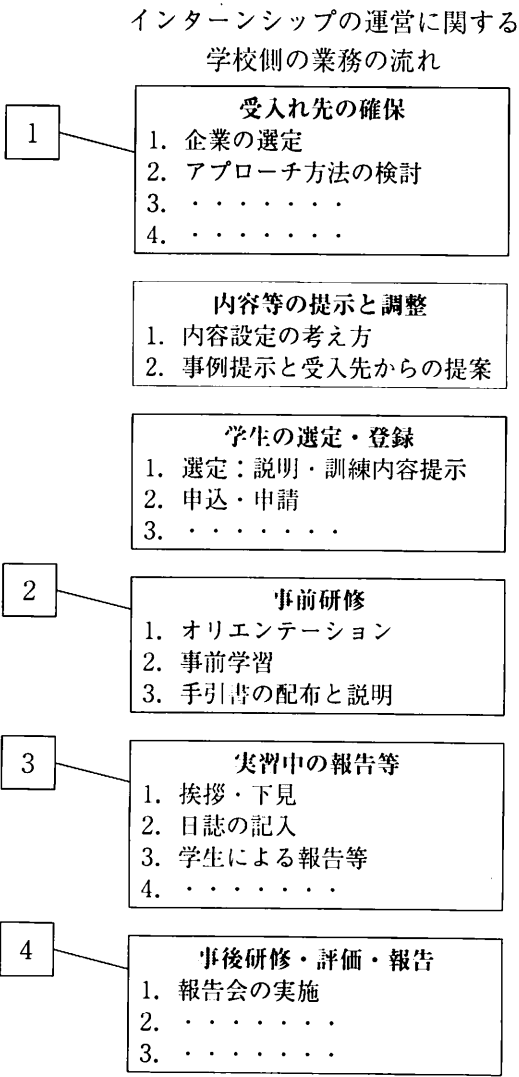 インターンシップの運営に関する
学校側の業務の流れ
1
受入れ先の確保
1. 企業の選定
2. アプローチ方法の検討
3. ・・・・・・・
4. ・・・・・・・
内容等の提示と調整
1. 内容設定の考え方
2. 事例提示と受入先からの提案
学生の選定・登録
1. 選定：説明・訓練内容提示
2. 申込・申請
3. ・・・・・・・
2
事前研修
1. オリエンテーション
2. 事前学習
3. 手引書の配布と説明
3
実習中の報告等
1. 挨拶・下見
2. 日誌の記入
3. 学生による報告等
4. ・・・・・・・
4
事後研修・評価・報告
1. 報告会の実施
2. ・・・・・・・
3. ・・・・・・・